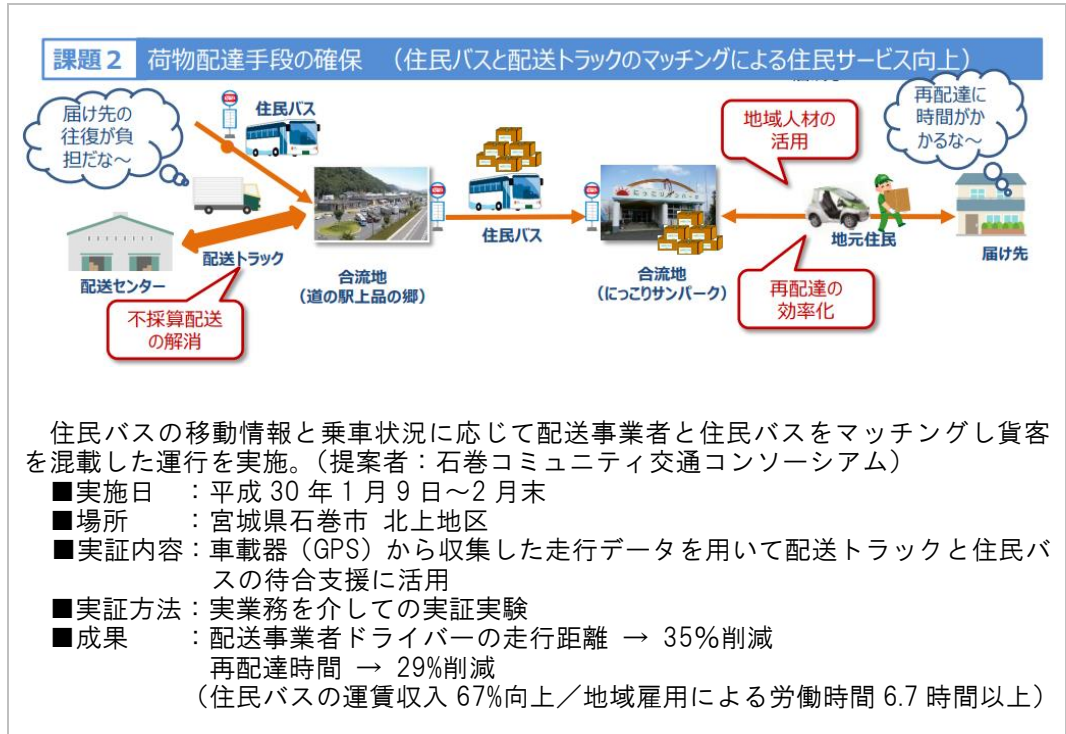 課題2 荷物配達手段の確保 (住民バスと配送トラックのマッチングによる住民サービス向上)
届け先の
往復が負
担だな~
住民バス
配送トラック
配送センター
不採算配送
の解消
合流地
(道の駅上品の郷)
住民バス
にっこりサンパーク
合流地
(にっこりサンパーク)
地域人材の
活用
再配達に
時間がか
かるな~
地元住民
届け先
再配達の
効率化
住民バスの移動情報と乗車状況に応じて配送事業者と住民バスをマッチングし貨客
を混載した運行を実施。(提案者:石巻コミュニティ交通コンソーシアム)
■実施日 :平成30年1月9日~2月末
■場所 :宮城県石巻市 北上地区
■実証内容:車載器(GPS)から収集した走行データを用いて配送トラックと住民バ
スの待合支援に活用
■実証方法:実業務を介しての実証実験
■成果 :配送事業者ドライバーの走行距離 → 35%削減
再配達時間 → 29%削減
(住民バスの運賃収入67%向上/地域雇用による労働時間6.7時間以上)